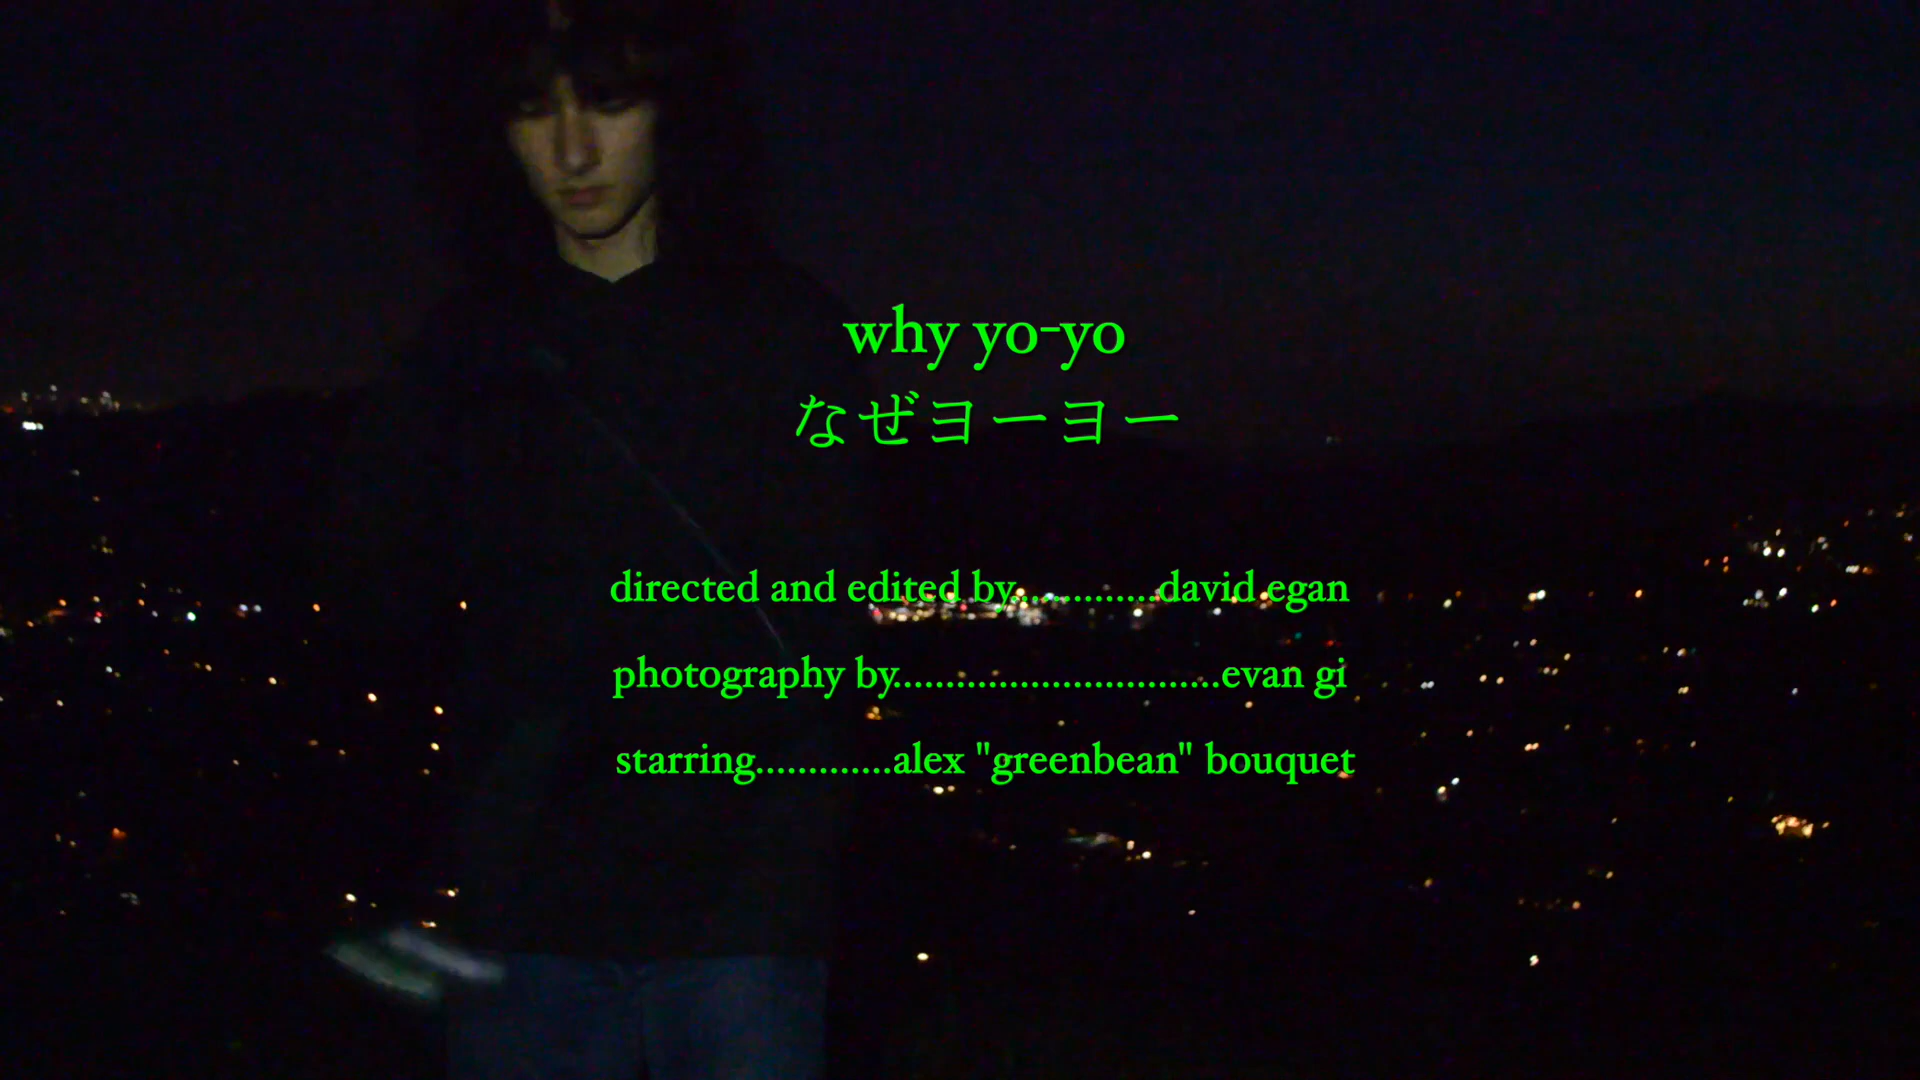 why yo-yo
なぜヨーヨー
directed and edited by.............david egan
photography by...............................evan gi
starring.............alex "greenbean" bouquet